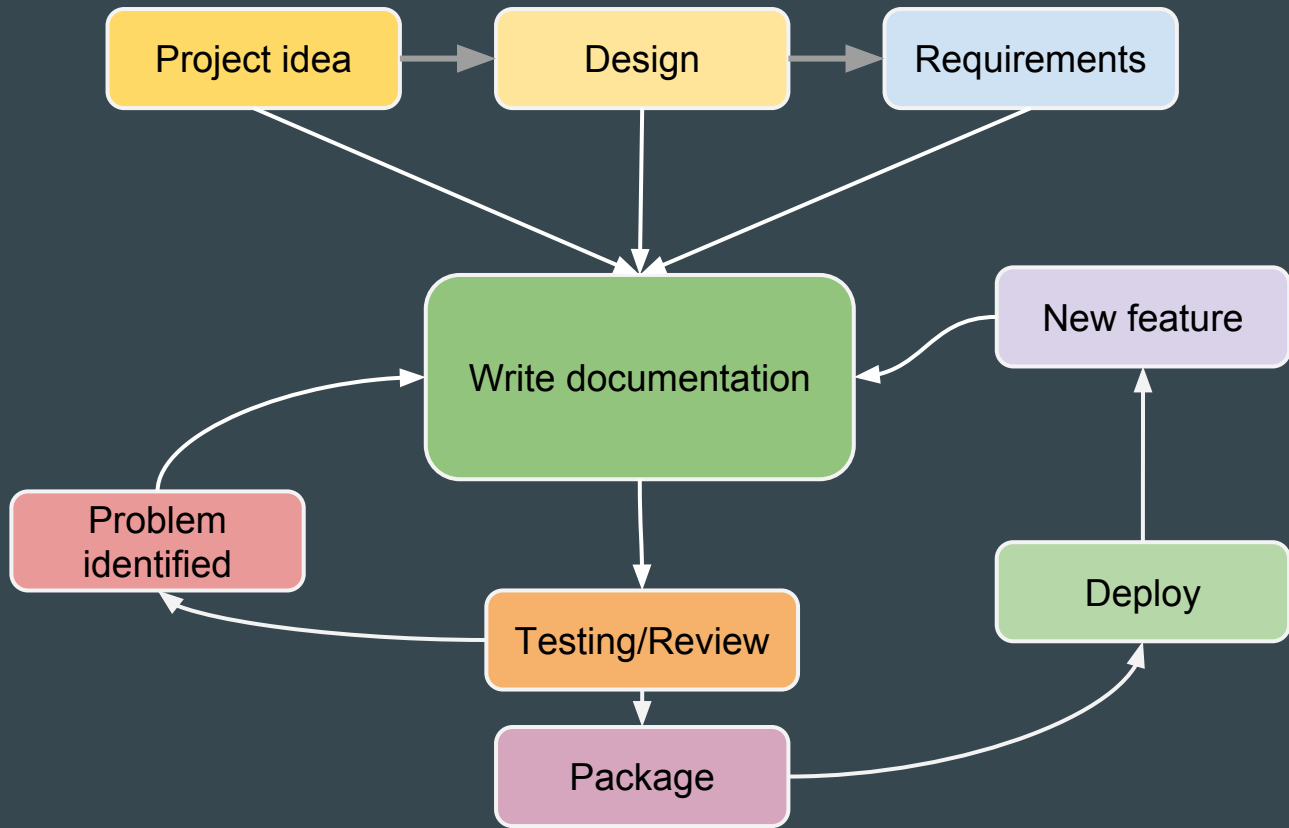 Project idea
Design
Requirements
New feature
Write documentation
Problem
identified
Deploy
Testing/Review
Package